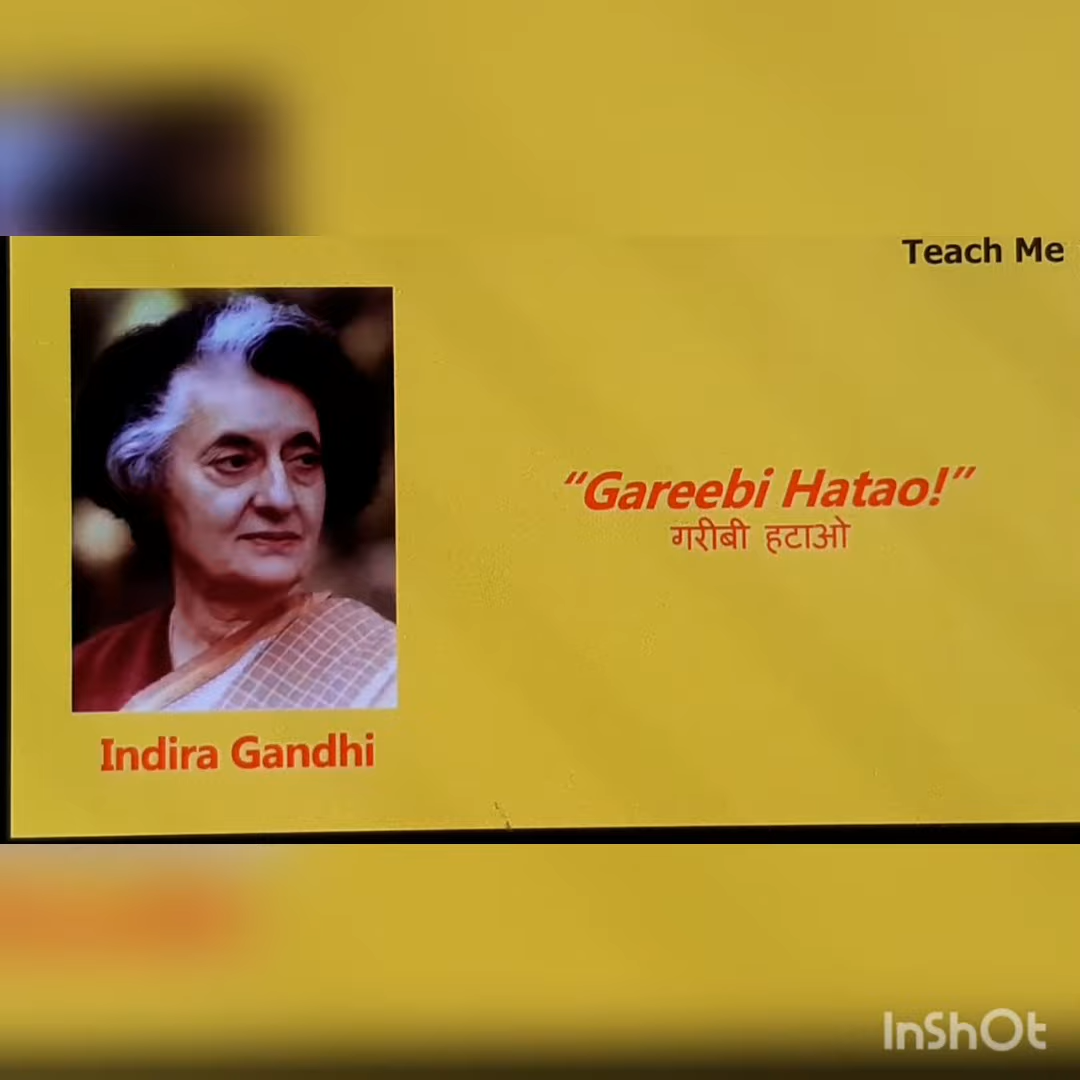 Teach Me
“Gareebi Hatao!”
गरीबी हटाओ
Indira Gandhi
InShOt